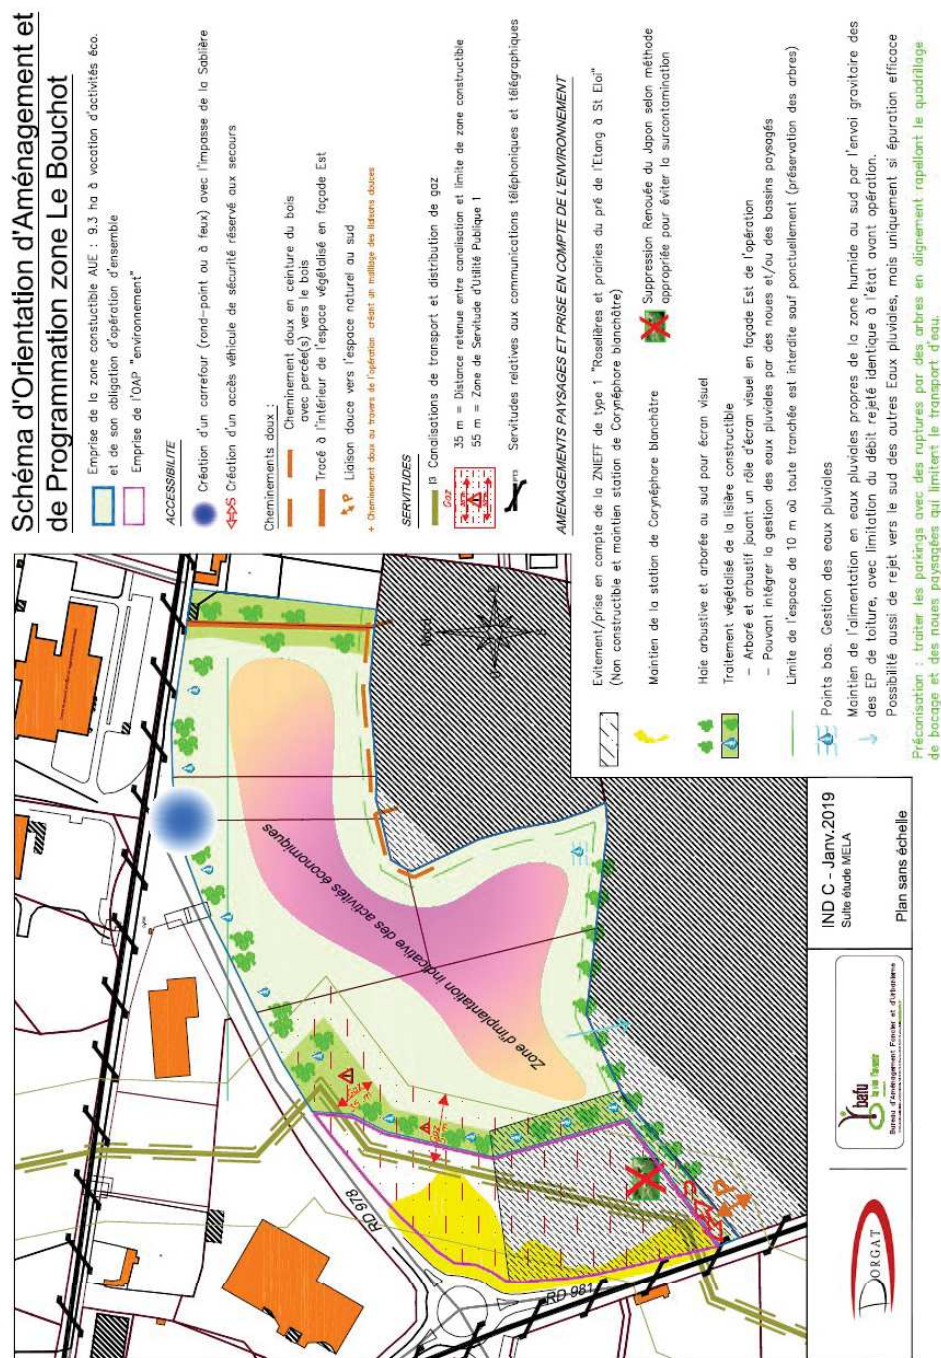 Schéma d'Orientation d'Aménagement et
de Programmation zone Le Bouchot
Emprise de la zone constuctible AUE : 9.3 ha à vocation d'activités éco.
et de son obligation d'opération d'ensemble
Emprise de l'OAP "environnement"
ACCESSIBILITE
Création d'un carrefour (rond-point ou à feux) avec l'impasse de la Sablière
Création d'un accès véhicule de sécurité réservé aux secours
Cheminements doux :
Cheminement doux en ceinture du bois
avec percée(s) vers le bois
Tracé à l'intérieur de l'espace végétalisé en façade Est
Liaison douce vers l'espace naturel au sud
+ Cheminement doux au travers de l'opération créant un maillage des liaisons douces
SERVITUDES
Canalisations de transport et distribution de gaz
Gaz
35 m = Distance retenue entre canalisation et limite de zone constructible
55 m = Zone de Servitude d'Utilité Publique 1
Servitudes relatives aux communications téléphoniques et télégraphiques
AMENAGEMENTS PAYSAGES ET PRISE EN COMPTE DE L'ENVIRONNEMENT
Evitement/prise en compte de la ZNIEFF de type 1 "Roselières et prairies du pré de l'Etang à St Eloi"
(Non constructible et maintien station de Corynéphore blanchâtre)
Maintien de la station de Corynéphore blanchâtre
Suppression Renouée du Japon selon méthode
appropriée pour éviter la surcontamination
Haie arbustive et arborée au sud pour écran visuel
Traitement végétalisé de la lisière constructible
- Arboré et arbustif jouant un rôle d'écran visuel en façade Est de l'opération
- Pouvant intégrer la gestion des eaux pluviales par des noues et/ou des bassins paysagés
Limite de l'espace de 10 m où toute tranchée est interdite sauf ponctuellement (préservation des arbres)
Points bas. Gestion des eaux pluviales
Maintien de l'alimentation en eaux pluviales propres de la zone humide au sud par l'envoi gravitaire des
des EP de toiture, avec limitation du débit rejeté identique à l'état avant opération.
Possibilité aussi de rejet vers le sud des autres Eaux pluviales, mais uniquement si épuration efficace
Préconisation : traiter les parkings avec des ruptures par des arbres en alignement rapellant le quadrillage
de bocage et des noues paysagées qui limitent le transport d'eau.
Zone d'implantation indicative des activités économiques
RD 978
RD 981
Gaz
Gaz
P
DORGAT
bafu
Bureau d'Aménagement Foncier et d'Urbanisme
IND C - Janv.2019
Suite étude MELA
Plan sans échelle